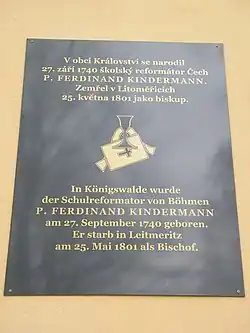 V obci Království se narodil
27. září 1740 školský reformátor Čech
P. FERDINAND KINDERMANN.
Zemřel v Litoměřicích
25. května 1801 jako biskup.
In Königswalde wurde
der Schulreformator von Böhmen
P. FERDINAND KINDERMANN
am 27. September 1740 geboren.
Er starb in Leitmeritz
am 25. Mai 1801 als Bischof.